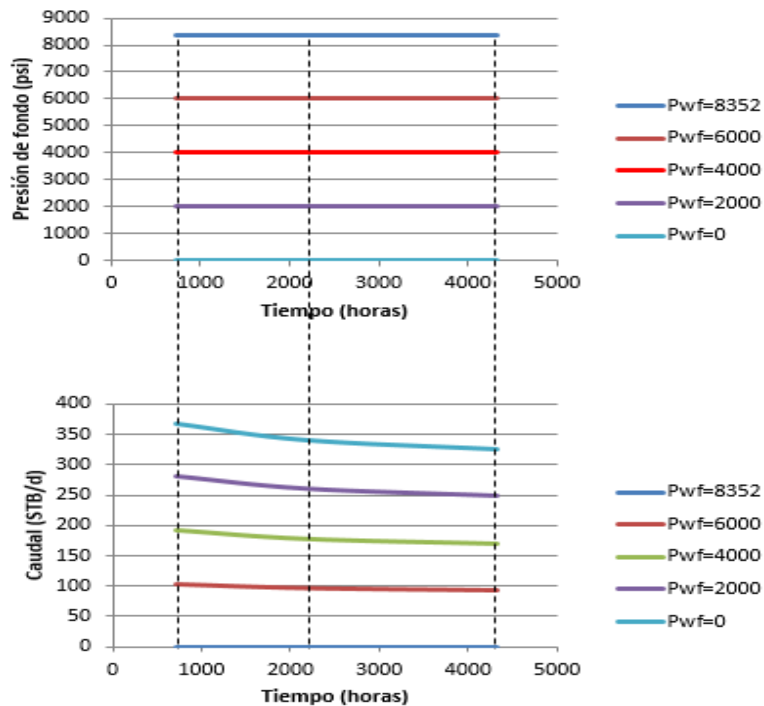 Presión de fondo (psi)
9000
8000
7000
6000
5000
4000
3000
2000
1000
0
0 1000 2000 3000 4000 5000
Tiempo (horas)
Pwf=8352
Pwf=6000
Pwf=4000
Pwf=2000
Pwf=0
Caudal (STB/d)
400
350
300
250
200
150
100
50
0
0 1000 2000 3000 4000 5000
Tiempo (horas)
Pwf=8352
Pwf=6000
Pwf=4000
Pwf=2000
Pwf=0